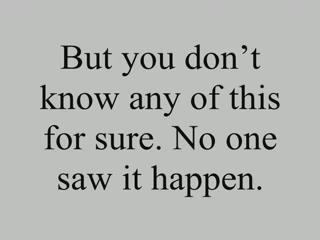 But you don’t
know any of this
for sure. No one
saw it happen.